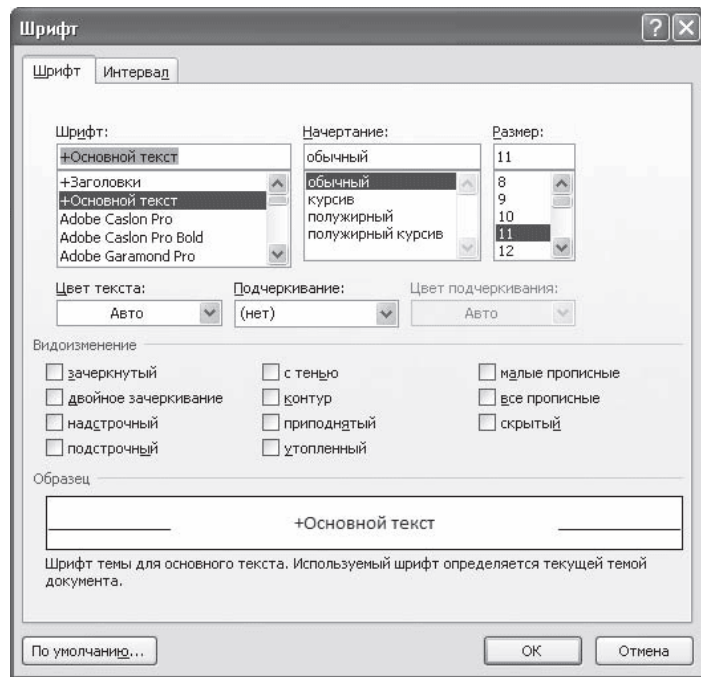 Шрифт
Шрифт Интервал
Шрифт: Начертание: Размер:
+Основной текст обычный 11
+Заголовки обычный 8
+Основной текст курсив 9
Adobe Caslon Pro полужирный 10
Adobe Caslon Pro Bold полужирный курсив 11
Adobe Garamond Pro 12
Цвет текста: Подчеркивание: Цвет подчеркивания:
Авто (нет) Авто
Видоизменение
зачеркнутый с тенью малые прописные
двойное зачеркивание контур все прописные
надстрочный приподнятый скрытый
подстрочный утопленный
Образец
+Основной текст
Шрифт темы для основного текста. Используемый шрифт определяется текущей темой
документа.
По умолчанию... ОК Отмена